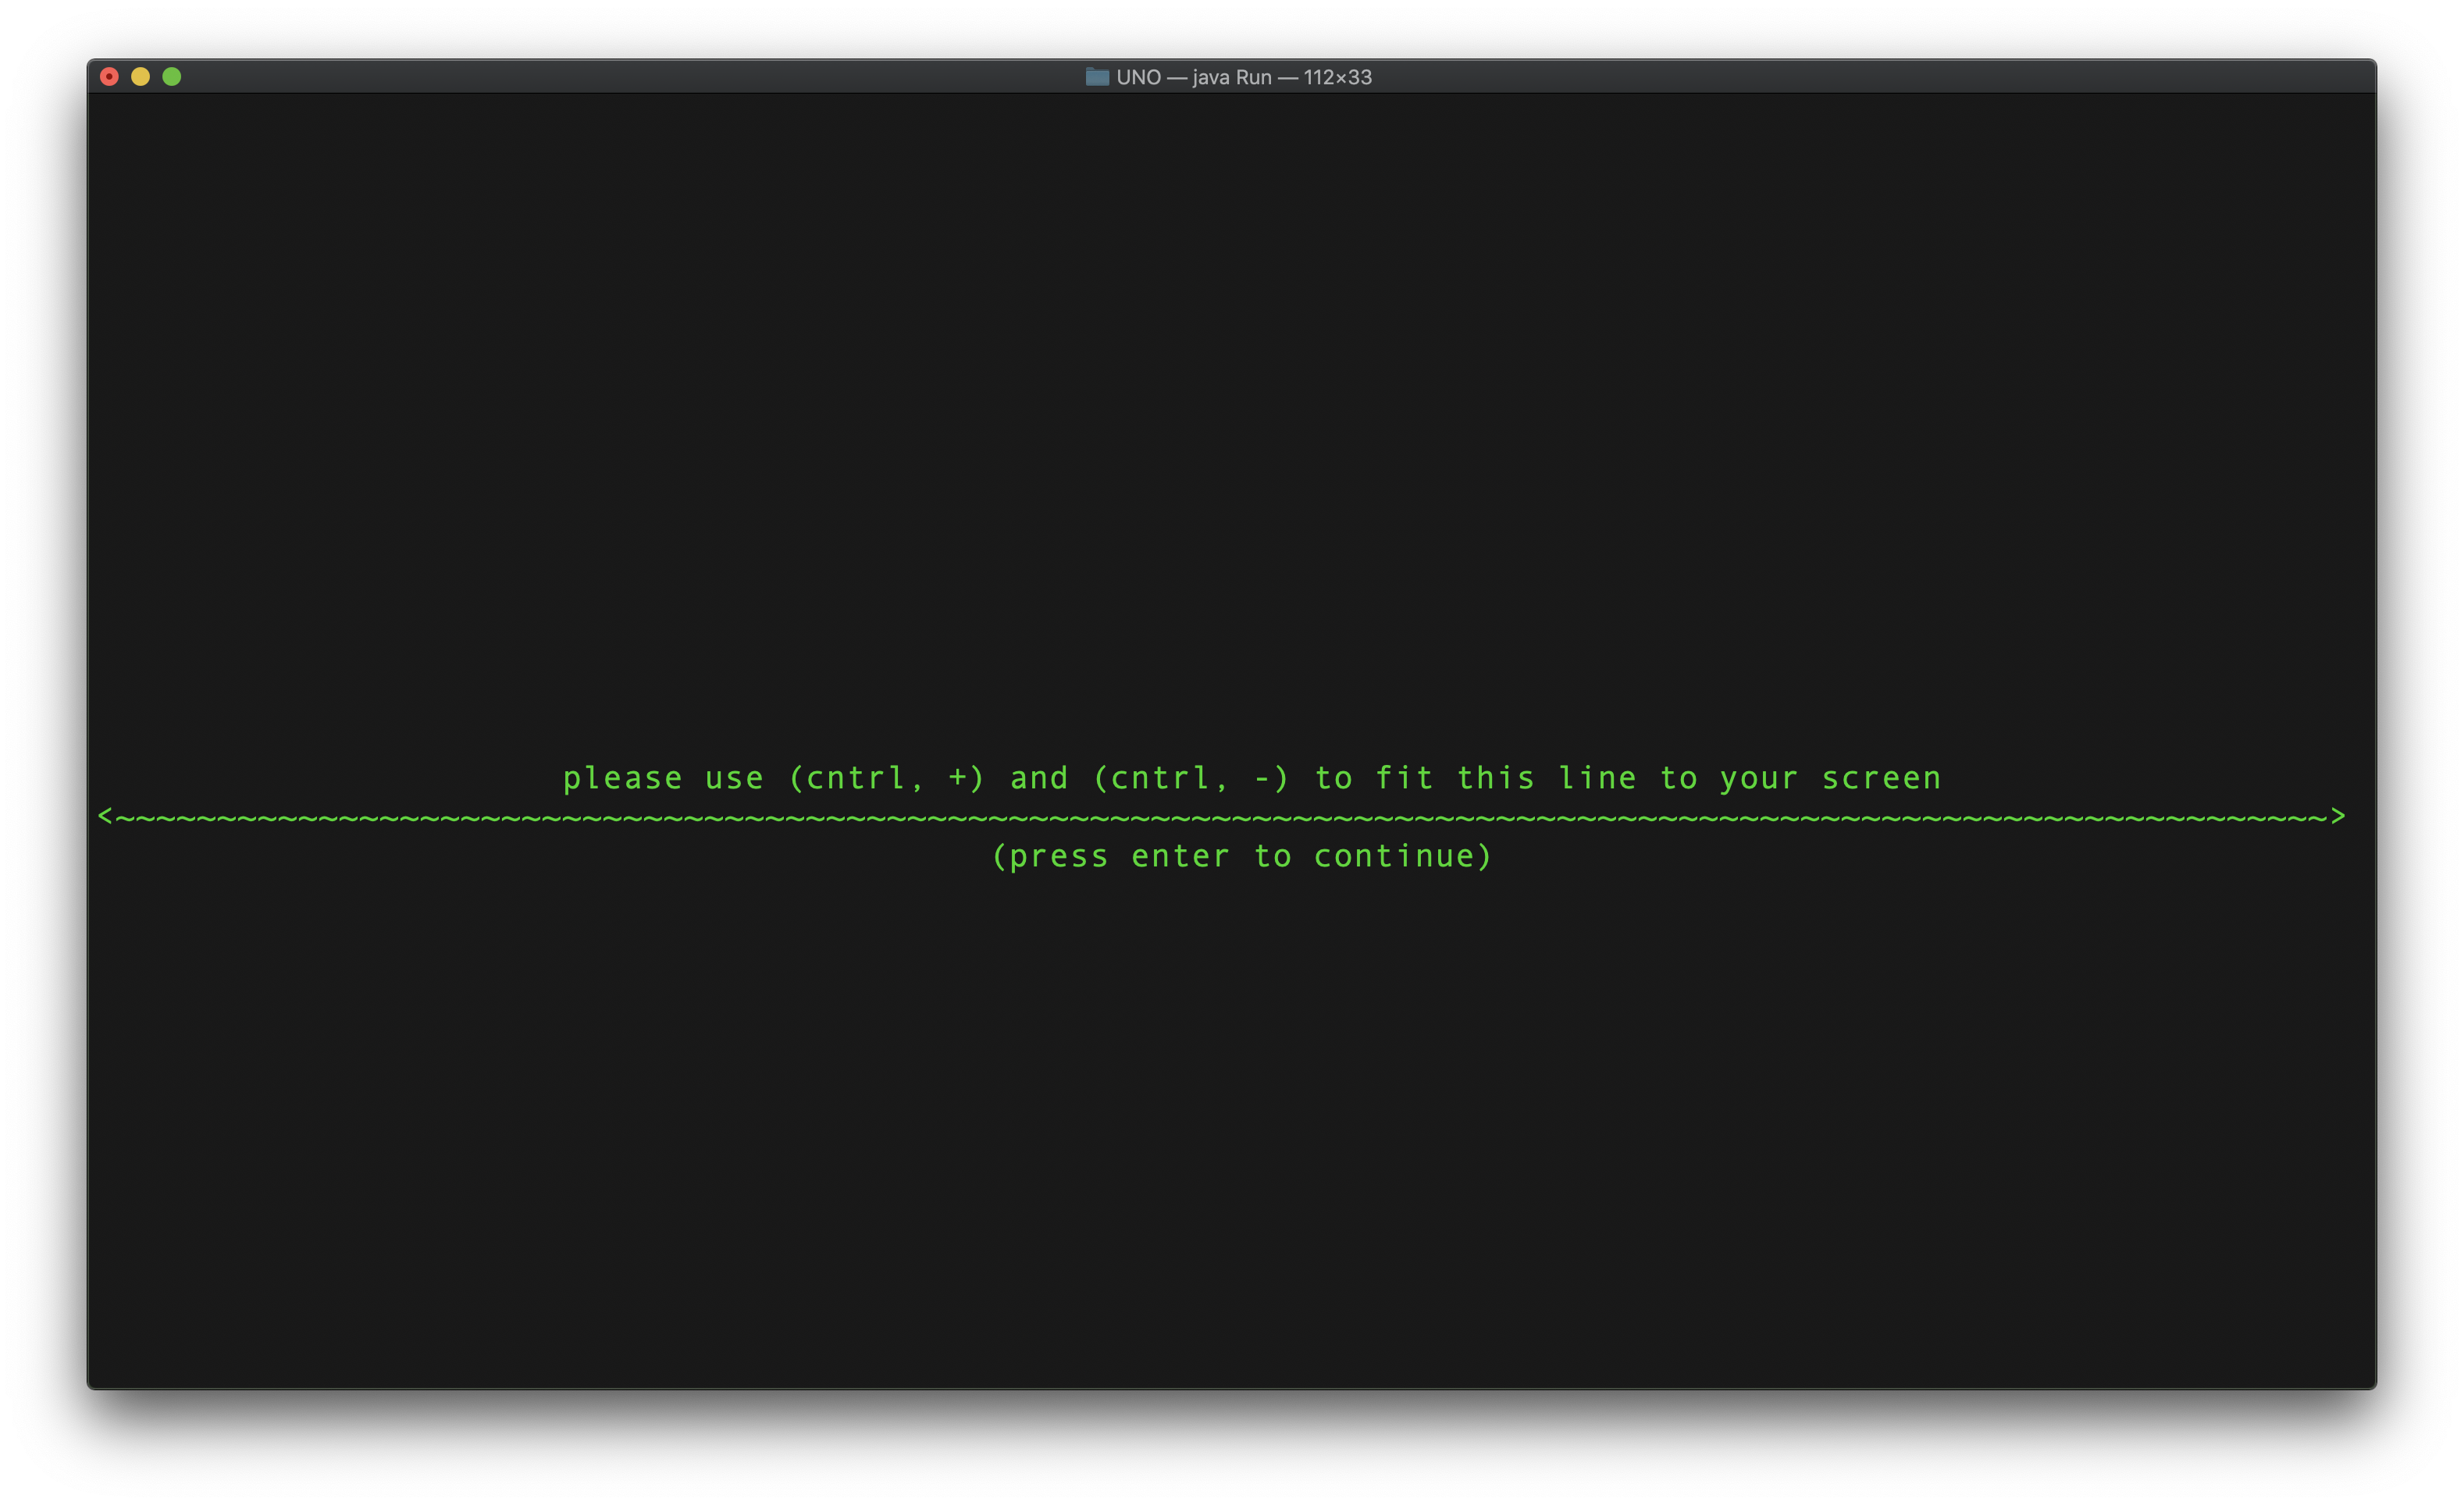 UNO — java Run — 112×33
please use (cntrl, +) and (cntrl, -) to fit this line to your screen
<~~~~~~~~~~~~~~~~~~~~~~~~~~~~~~~~~~~~~~~~~~~~~~~~~~~~~~~~~~~~~~~~~~~~~~~~~~~~~~~~~~~~~~~~~~~~~~~~~~~~~~~~~~~~~>
(press enter to continue)